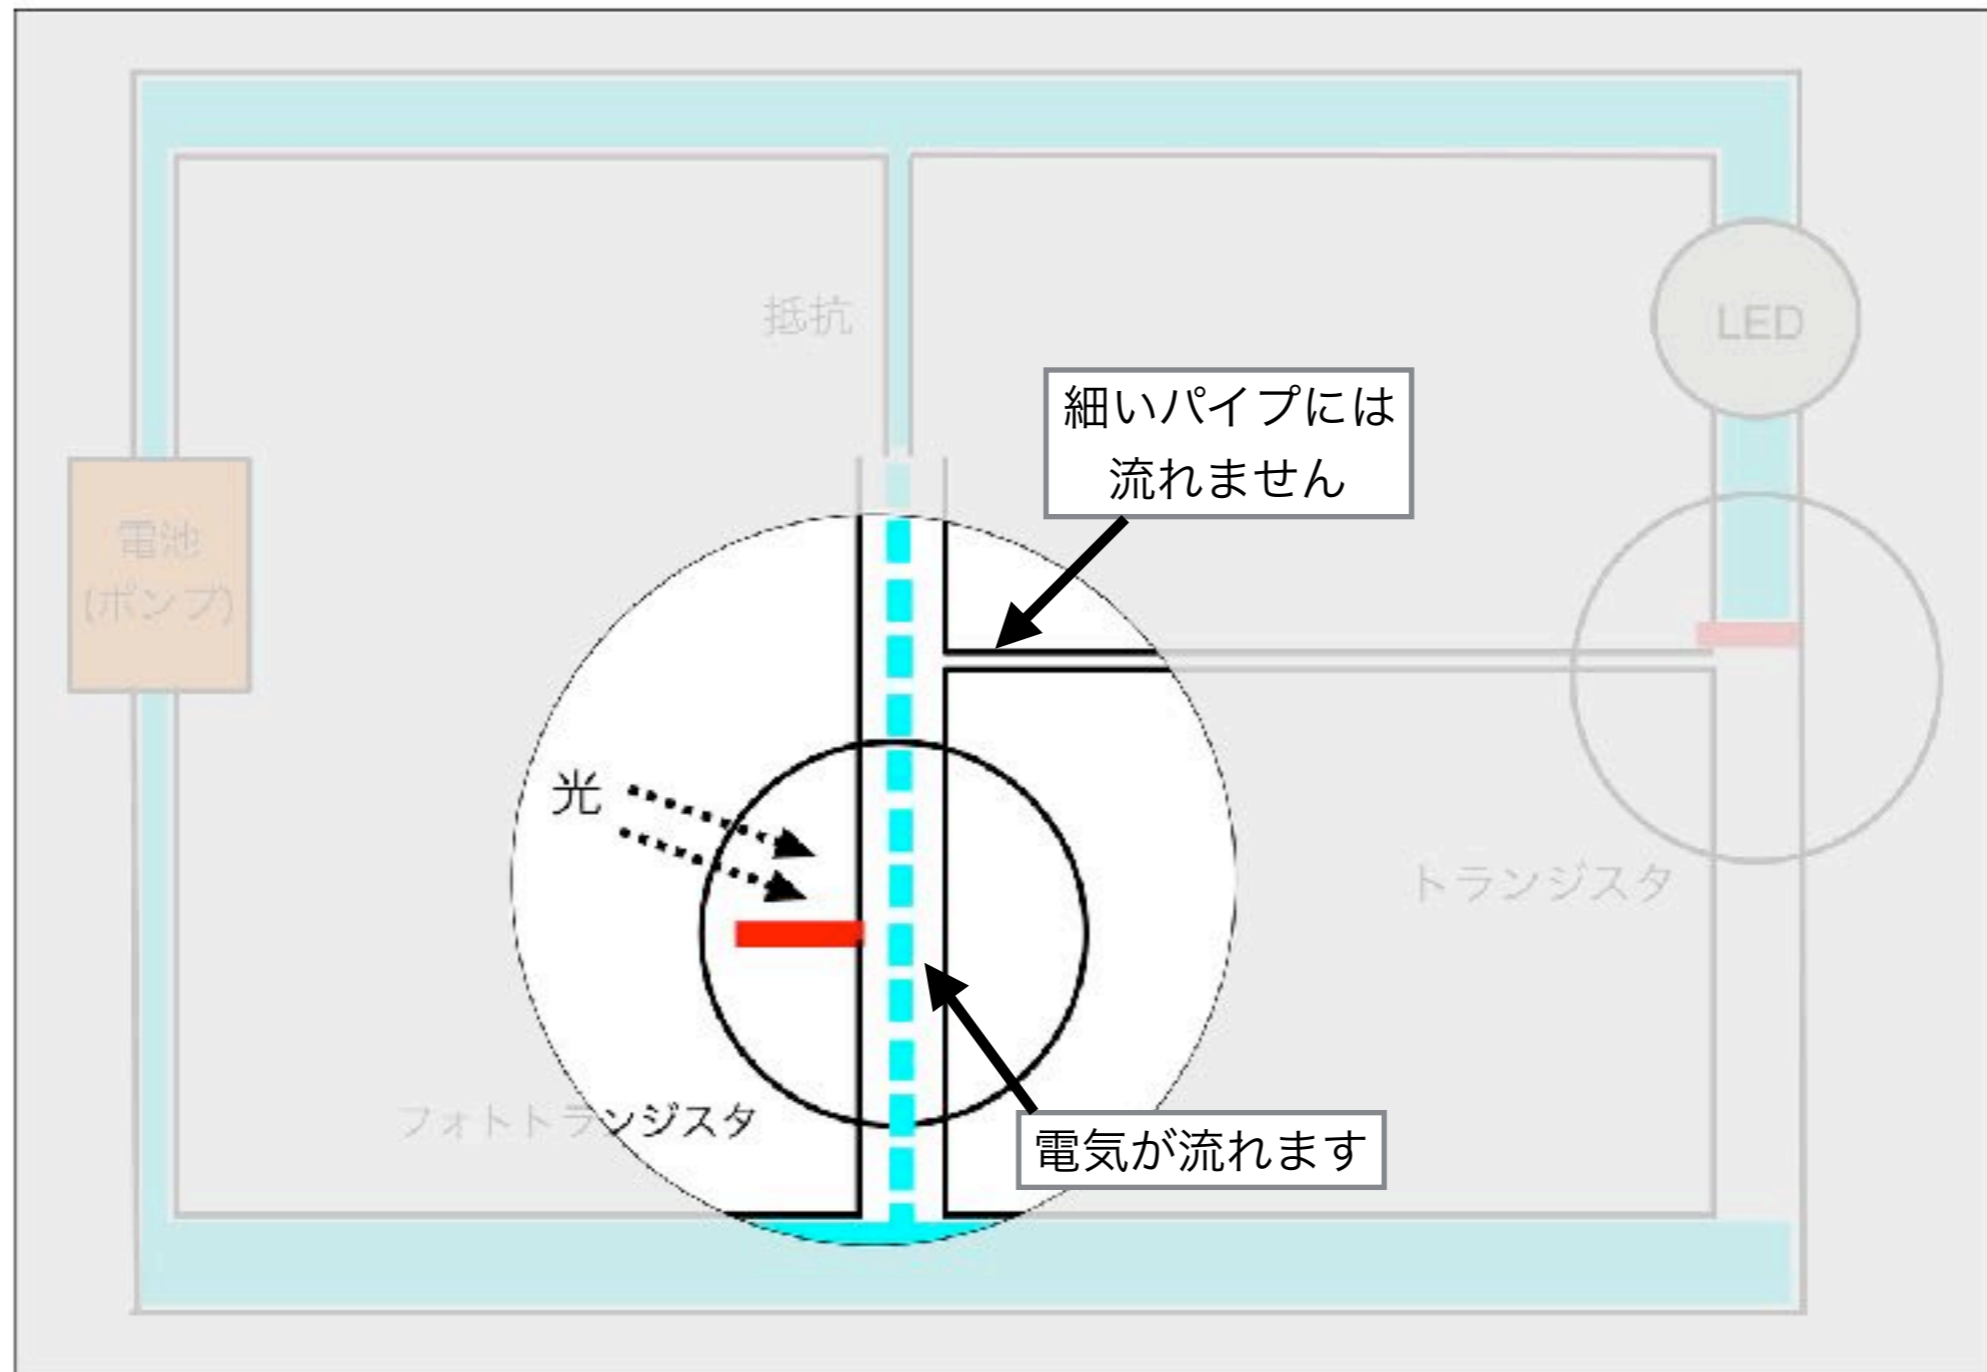 抵抗
LED
細いパイプには
流れません
電池
(ポンプ)
光
トランジスタ
フォトトランジスタ
電気が流れます